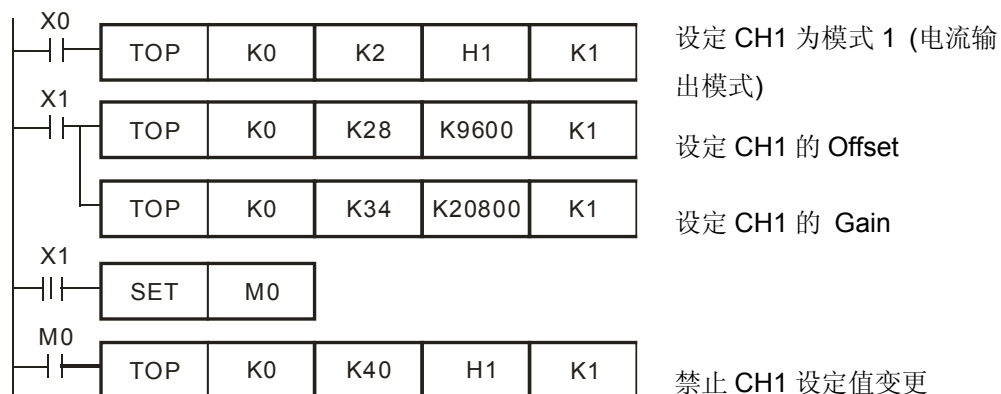 X0
TOP K0 K2 H1 K1
设定 CH1 为模式 1 (电流输
出模式)
X1
TOP K0 K28 K9600 K1
设定 CH1 的 Offset
TOP K0 K34 K20800 K1
设定 CH1 的 Gain
X1
SET M0
M0
TOP K0 K40 H1 K1
禁止 CH1 设定值变更